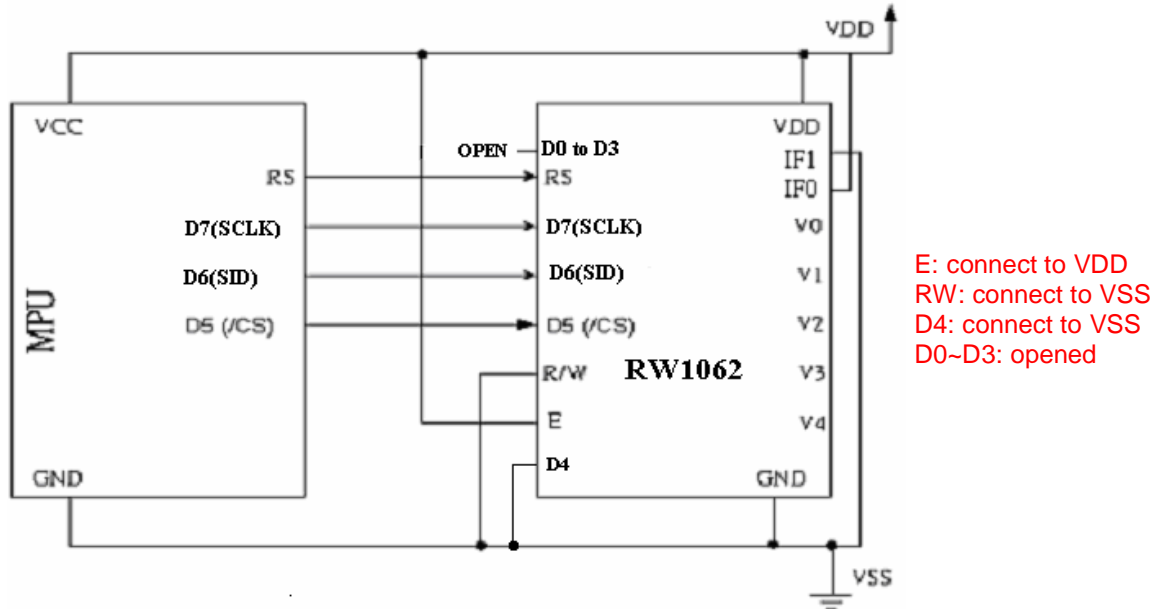 VDD
VCC
VDD
OPEN
D0 to D3
IF1
RS
RS
IF0
D7(SCLK)
D7(SCLK)
V0
D6(SID)
D6(SID)
V1
MPU
D5 (/CS)
D5 (/CS)
V2
R/W
RW1062
V3
E
V4
D4
GND
GND
VSS
E: connect to VDD
RW: connect to VSS
D4: connect to VSS
D0~D3: opened